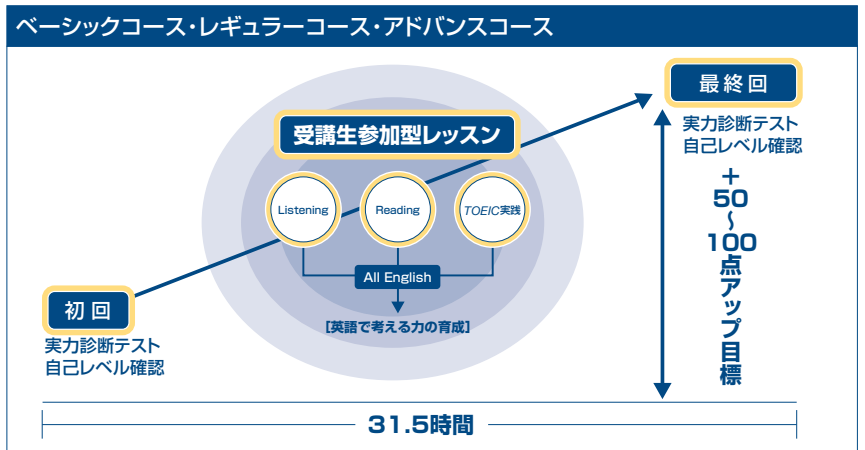 ベーシックコース・レギュラーコース・アドバンスコース
最終回
実力診断テスト
自己レベル確認
+50~100点アップ目標
受講生参加型レッスン
Listening
Reading
TOEIC実践
All English
[英語で考える力の育成]
初回
実力診断テスト
自己レベル確認
31.5時間